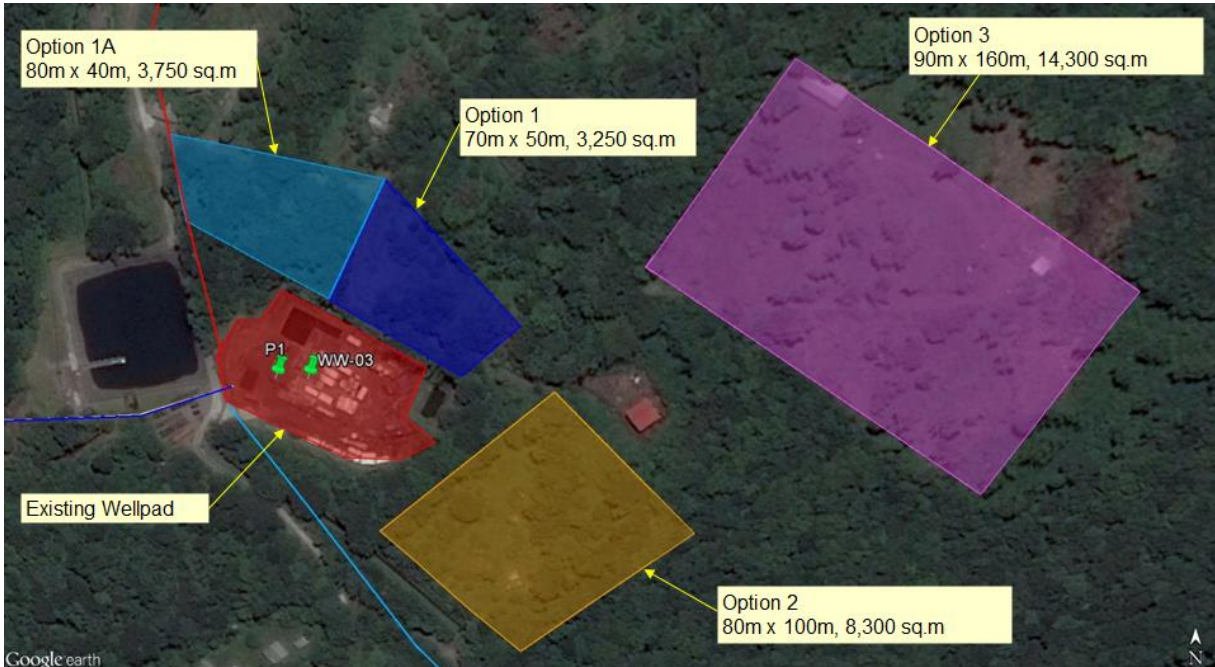 Option 1A
80m x 40m, 3,750 sq.m
Option 3
90m x 160m, 14,300 sq.m
Option 1
70m x 50m, 3,250 sq.m
P1
WW-03
Existing Wellpad
Option 2
80m x 100m, 8,300 sq.m
Google earth
N